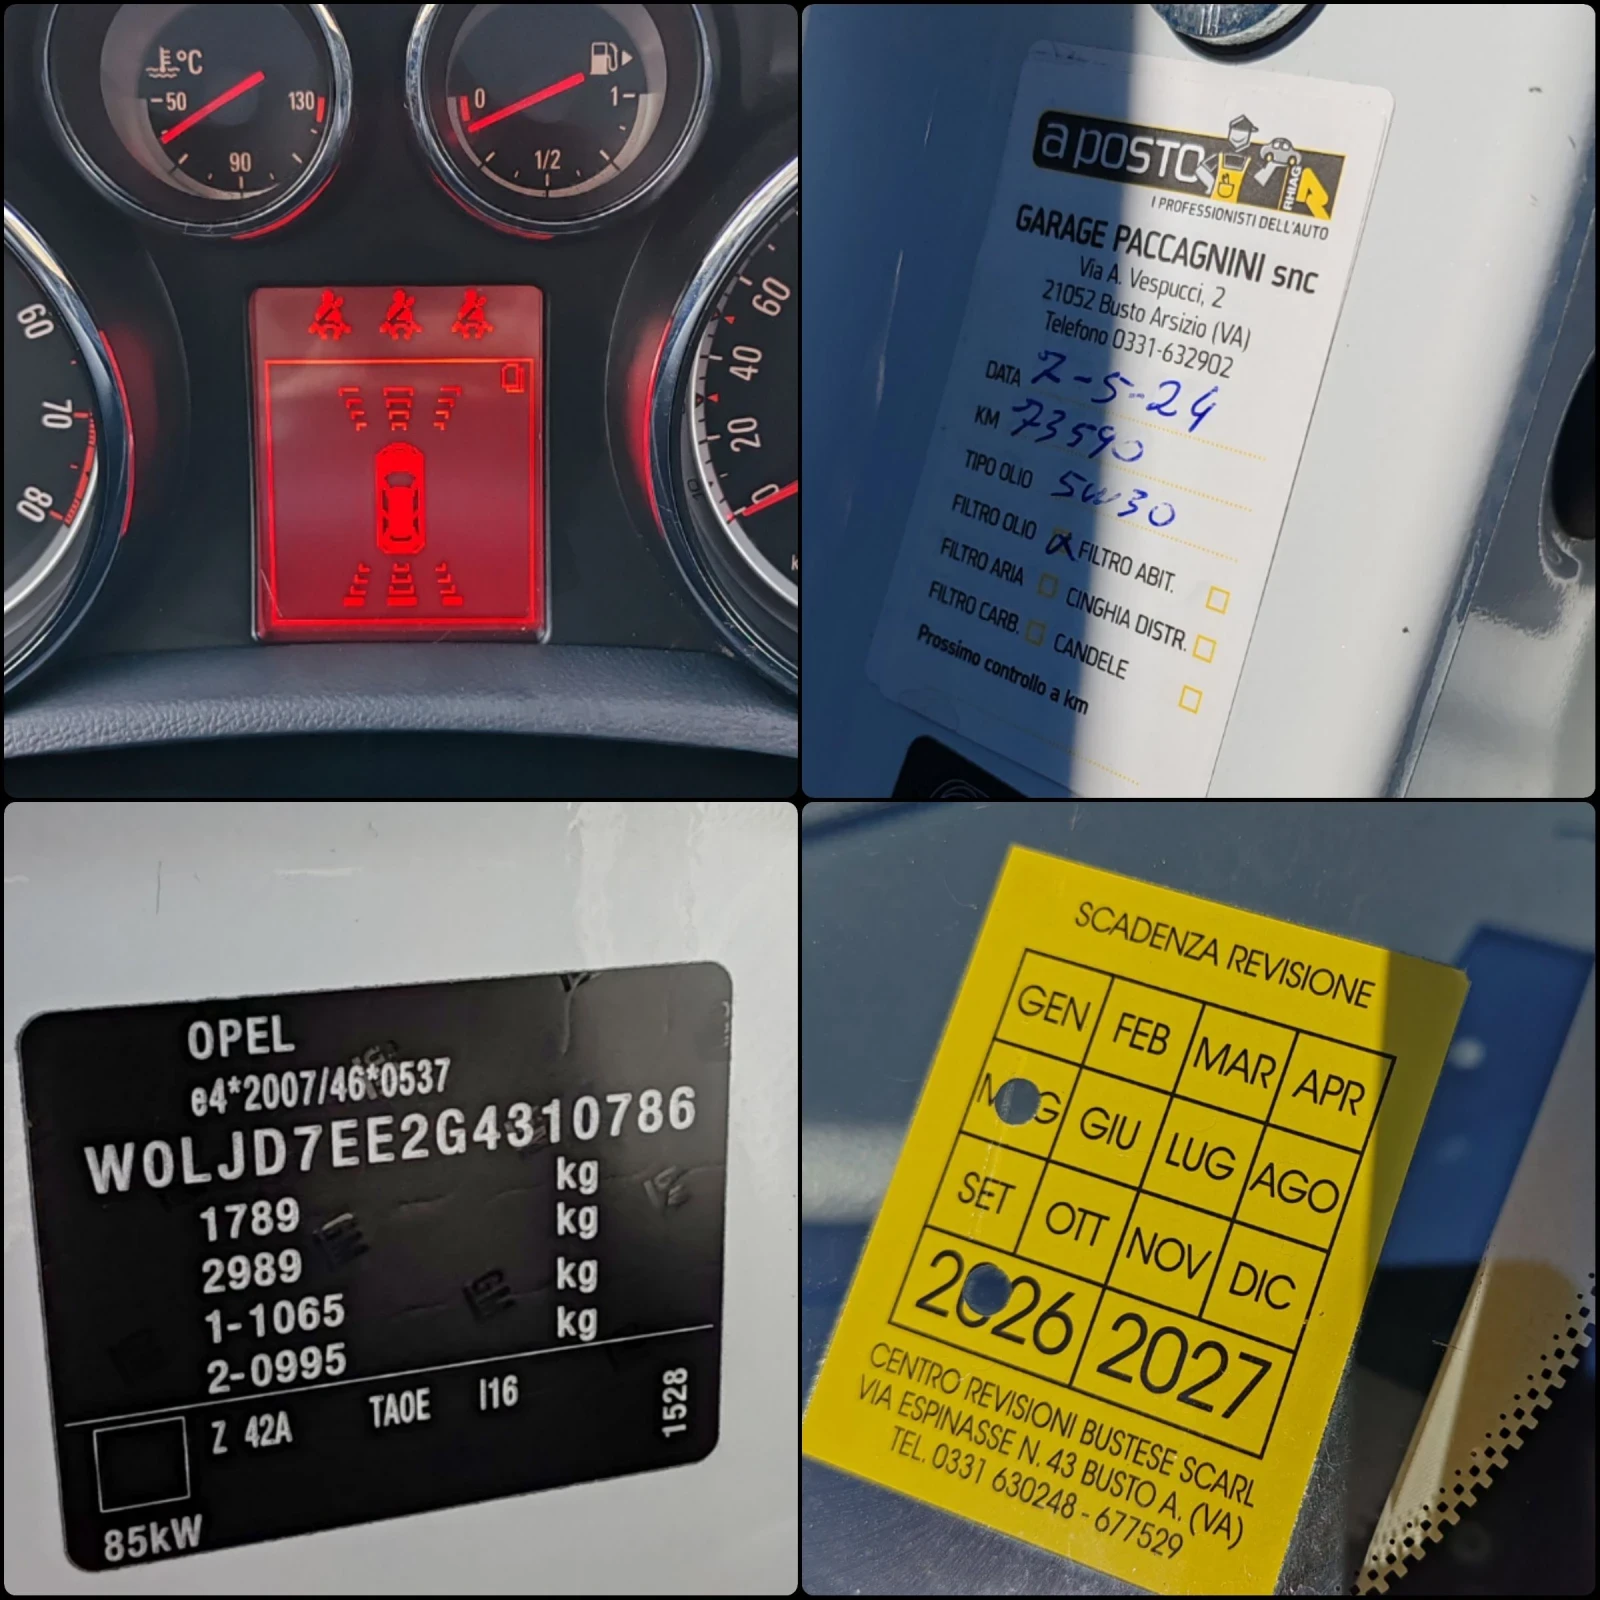 °C
50
130
90
0
1
1/2
60
70
80
60
40
20
0
a posto
RHIAG
I PROFESSIONISTI DELL'AUTO
GARAGE PACCAGNINI snc
Via A. Vespucci, 2
21052 Busto Arsizio (VA)
Telefono 0331-632902
DATA 7-5-24
KM 73590
TIPO OLIO 5W30
FILTRO OLIO X FILTRO ABIT.
FILTRO ARIA CINGHIA DISTR.
FILTRO CARB. CANDELE
Prossimo controllo a km
OPEL
e4*2007/46*0537
W0LJD7EE2G4310786
1789 kg
2989 kg
1-1065 kg
2-0995 kg
Z 42A TA0E I16
1528
85kW
SCADENZA REVISIONE
GEN FEB MAR APR
MAG GIU LUG AGO
SET OTT NOV DIC
2026 2027
CENTRO REVISIONI BUSTESE SCARL
VIA ESPINASSE N. 43 BUSTO A. (VA)
TEL. 0331 630248 - 677529